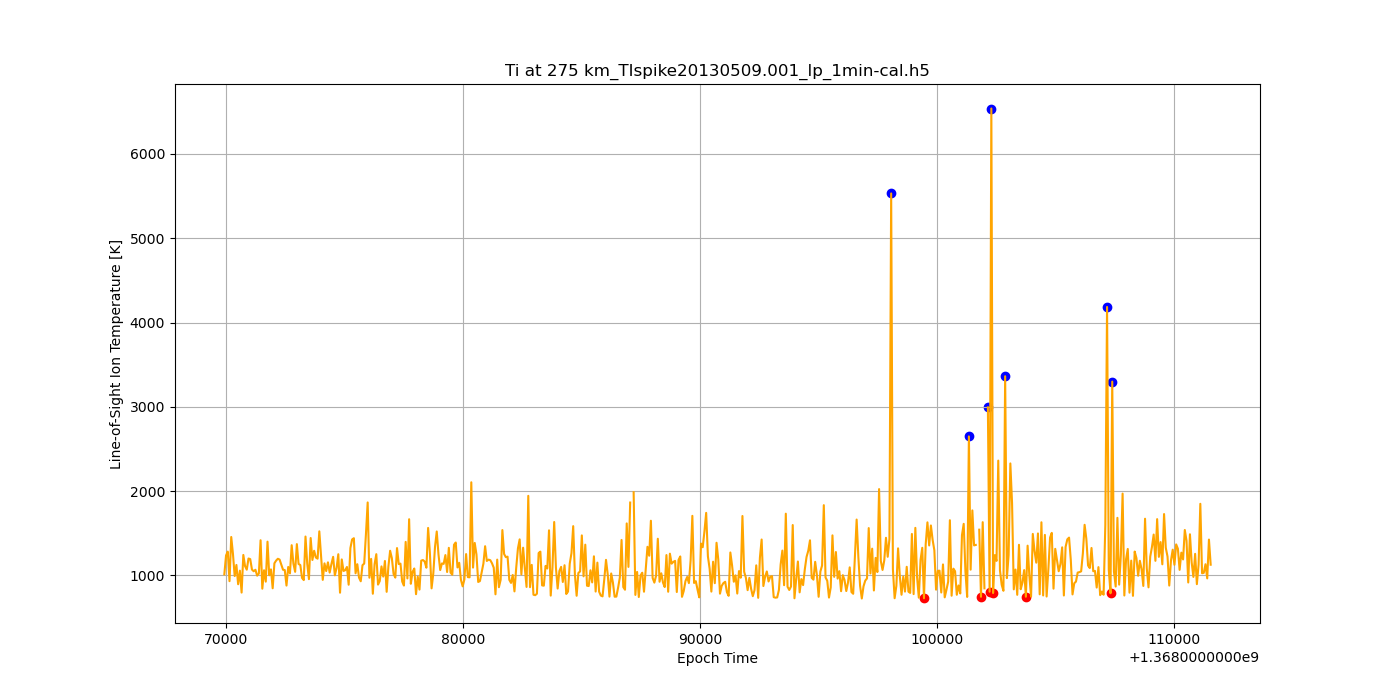 Ti at 275 km_TIspike20130509.001_lp_1min-cal.h5
Line-of-Sight Ion Temperature [K]
6000
5000
4000
3000
2000
1000
70000 80000 90000 100000 110000
Epoch Time
+1.3680000000e9